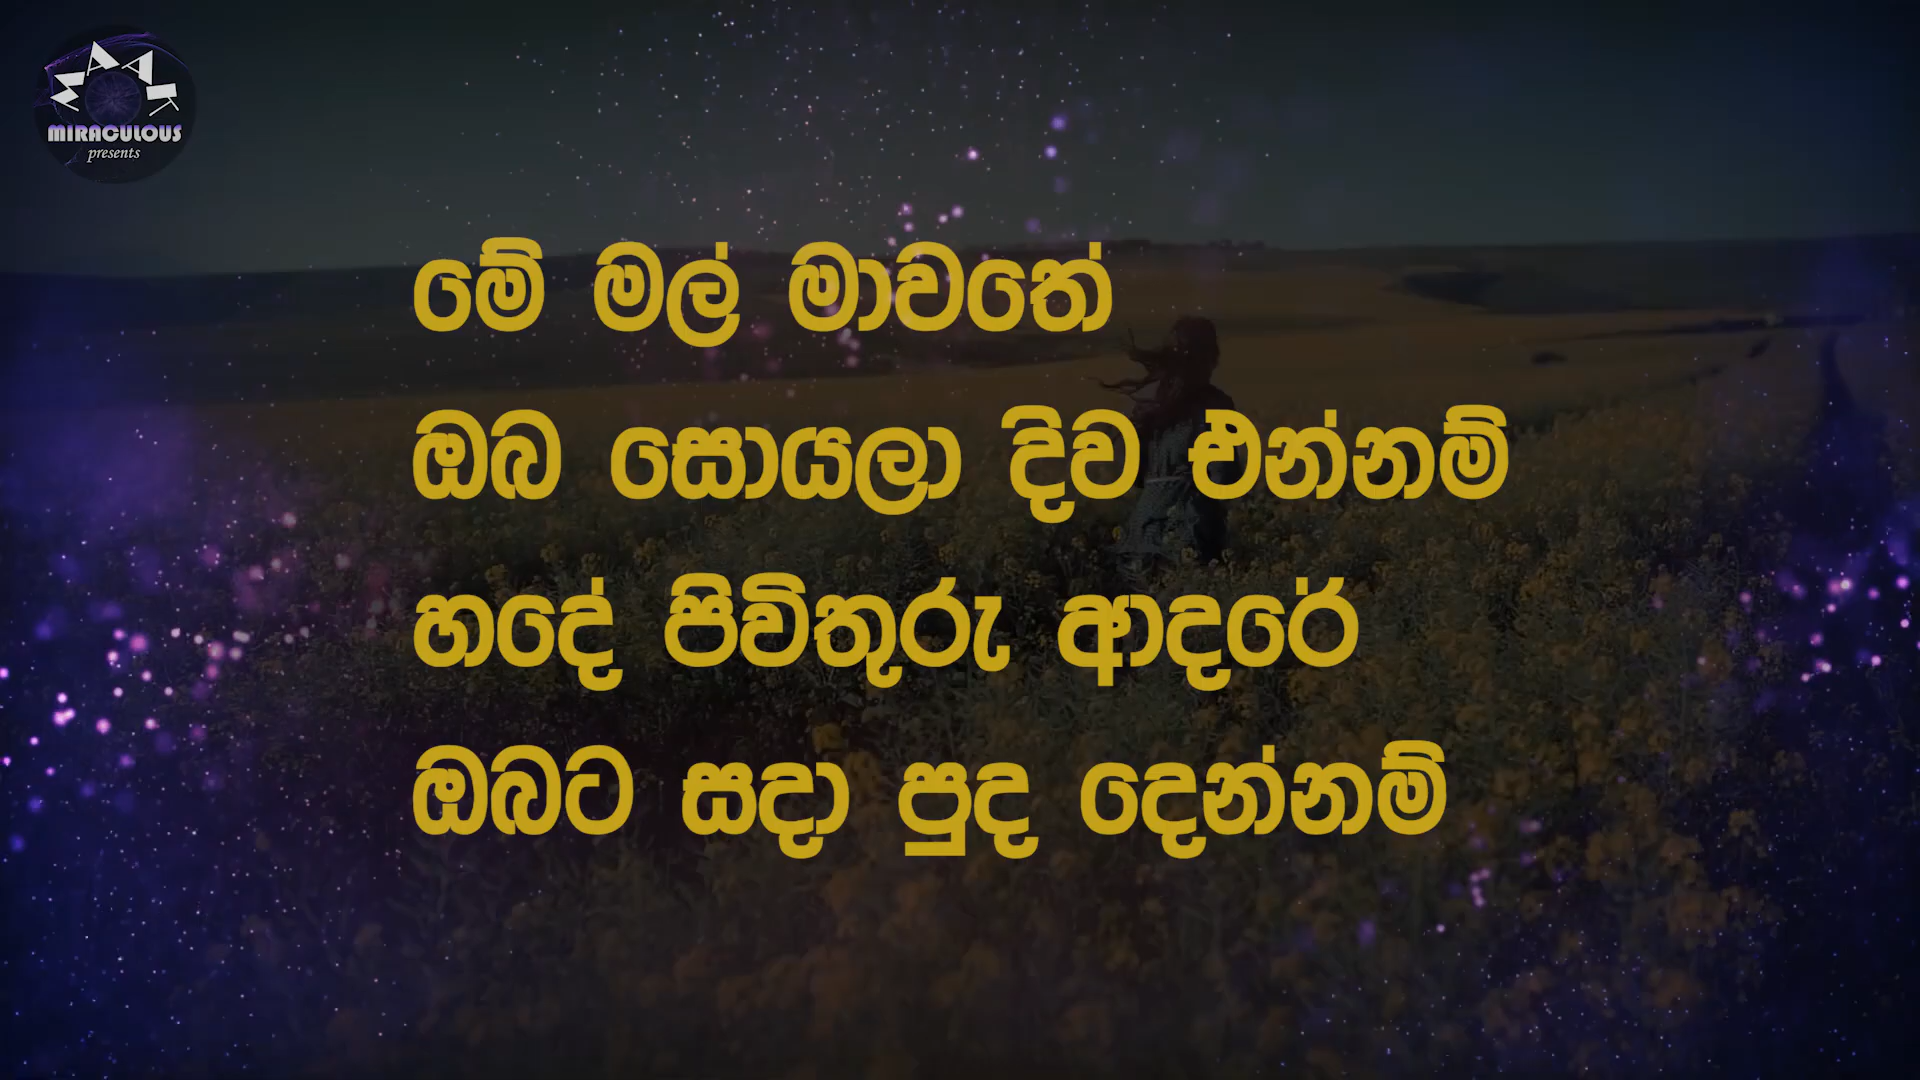 MIRACULOUS
presents
මේ මල් මාවතේ
ඔබ සොයලා දිව එන්නම්
හදේ පිවිතුරු ආදරේ
ඔබට සදා පුද දෙන්නම්